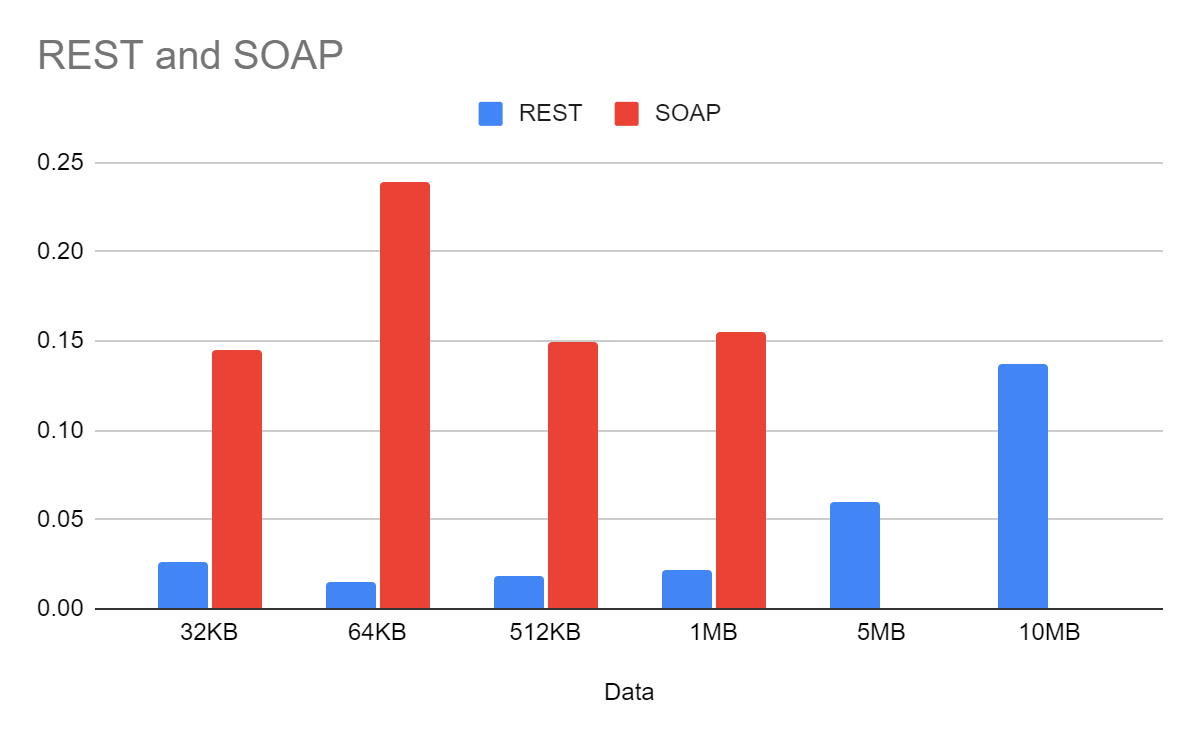 REST and SOAP
REST SOAP
0.25
0.20
0.15
0.10
0.05
0.00
32KB 64KB 512KB 1MB 5MB 10MB
Data